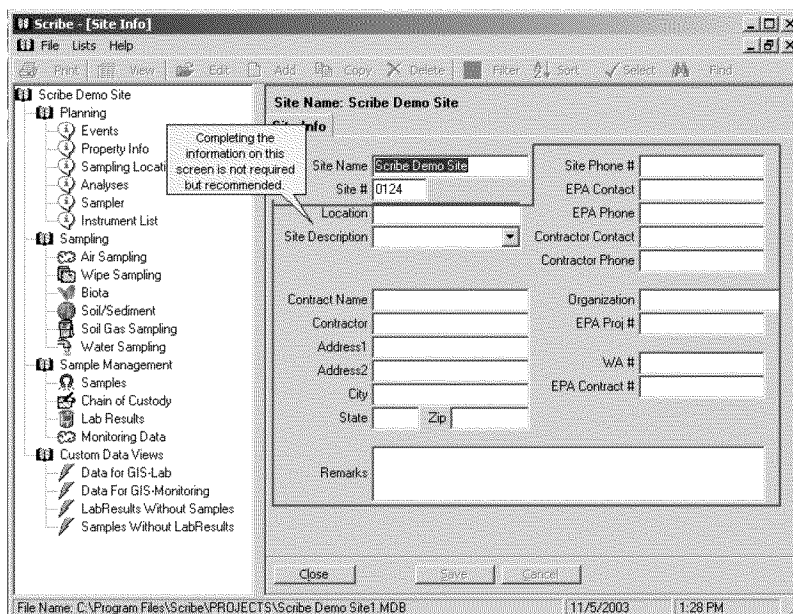 Scribe - [Site Info]
File Lists Help
Print View Edit Add Copy Delete Filter Sort Select Find
Scribe Demo Site
Planning
Events
Property Info
Sampling Locati
Analyses
Sampler
Instrument List
Sampling
Air Sampling
Wipe Sampling
Biota
Soil/Sediment
Soil Gas Sampling
Water Sampling
Sample Management
Samples
Chain of Custody
Lab Results
Monitoring Data
Custom Data Views
Data for GIS-Lab
Data For GIS-Monitoring
LabResults Without Samples
Samples Without LabResults
Completing the
information on this
screen is not required
but recommended.
Site Name: Scribe Demo Site
Info
Site Name Scribe Demo Site
Site # 0124
Location
Site Description
Site Phone #
EPA Contact
EPA Phone
Contractor Contact
Contractor Phone
Contract Name
Contractor
Address1
Address2
City
State Zip
Organization
EPA Proj #
WA #
EPA Contract #
Remarks
Close Save Cancel
File Name: C:\Program Files\Scribe\PROJECTS\Scribe Demo Site1.MDB 11/5/2003 1:28 PM